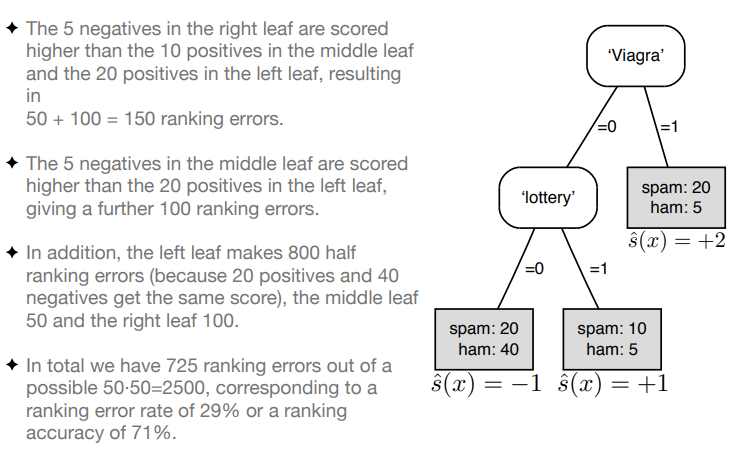 ✦ The 5 negatives in the right leaf are scored
higher than the 10 positives in the middle leaf
and the 20 positives in the left leaf, resulting
in
50 + 100 = 150 ranking errors.
✦ The 5 negatives in the middle leaf are scored
higher than the 20 positives in the left leaf,
giving a further 100 ranking errors.
✦ In addition, the left leaf makes 800 half
ranking errors (because 20 positives and 40
negatives get the same score), the middle leaf
50 and the right leaf 100.
✦ In total we have 725 ranking errors out of a
possible 50·50=2500, corresponding to a
ranking error rate of 29% or a ranking
accuracy of 71%.
‘Viagra’
=0
=1
‘lottery’
spam: 20
ham: 5
ŝ(x) = +2
=0
=1
spam: 20
ham: 40
ŝ(x) = −1
spam: 10
ham: 5
ŝ(x) = +1